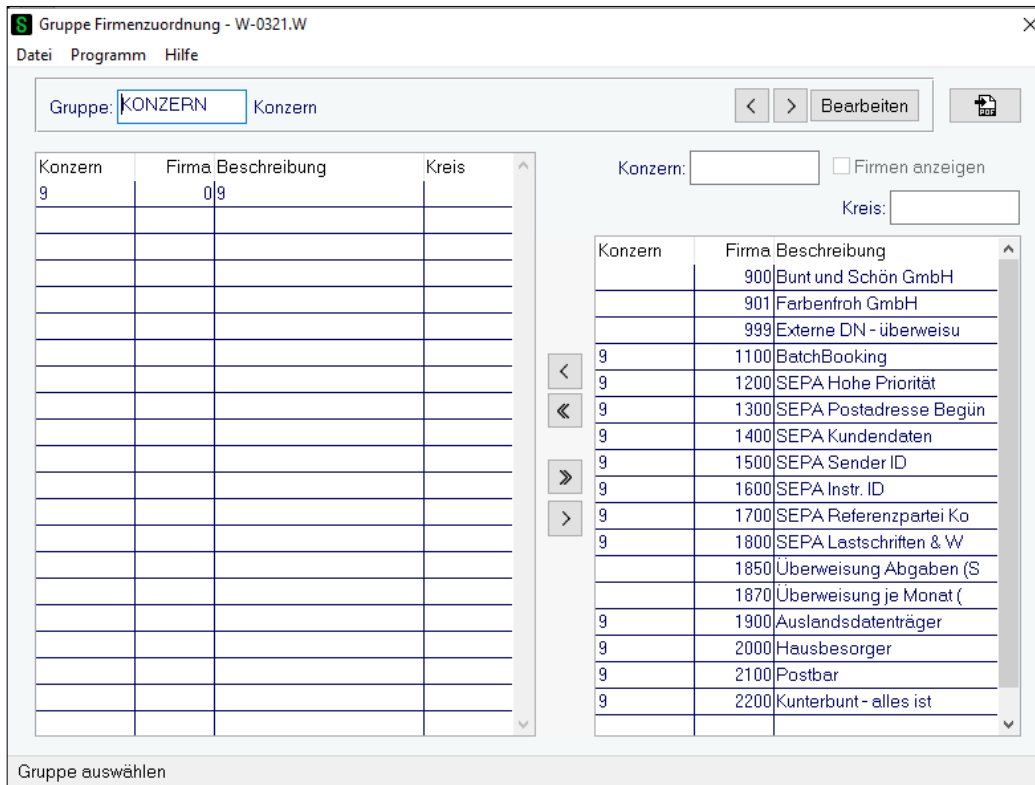 S Gruppe Firmenzuordnung - W-0321.W
Datei Programm Hilfe
Gruppe: KONZERN Konzern < > Bearbeiten PDF
Konzern Firma Beschreibung Kreis
9 0 9
Konzern: Firmen anzeigen
Kreis:
Konzern Firma Beschreibung
900 Bunt und Schön GmbH
901 Farbenfroh GmbH
999 Externe DN - überweisu
9 1100 BatchBooking
9 1200 SEPA Hohe Priorität
9 1300 SEPA Postadresse Begün
9 1400 SEPA Kundendaten
9 1500 SEPA Sender ID
9 1600 SEPA Instr. ID
9 1700 SEPA Referenzpartei Ko
9 1800 SEPA Lastschriften & W
1850 Überweisung Abgaben (S
1870 Überweisung je Monat (
9 1900 Auslandsdatenträger
9 2000 Hausbesorger
9 2100 Postbar
9 2200 Kunterbunt - alles ist
Gruppe auswählen